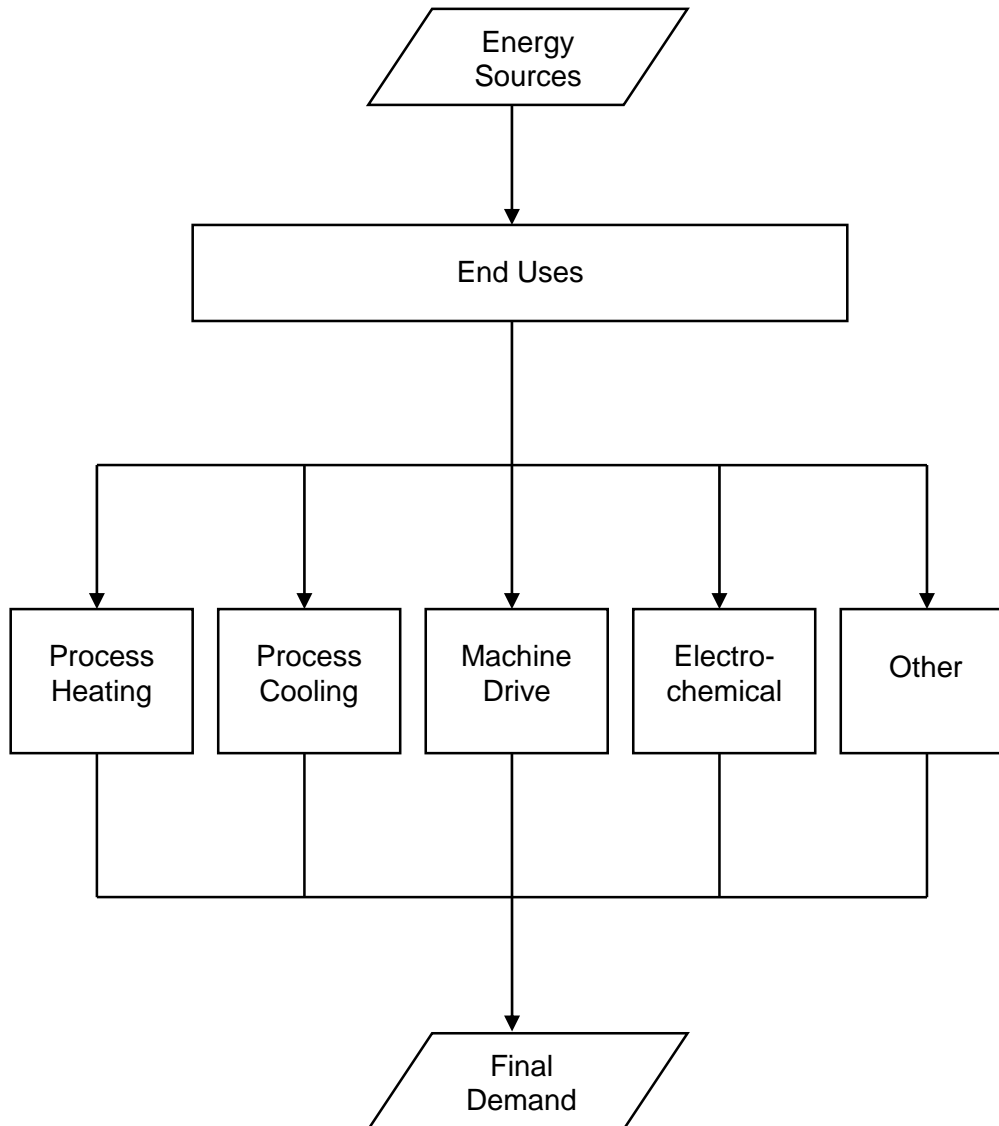 Energy
Sources
End Uses
Process
Heating
Process
Cooling
Machine
Drive
Electro-
chemical
Other
Final
Demand